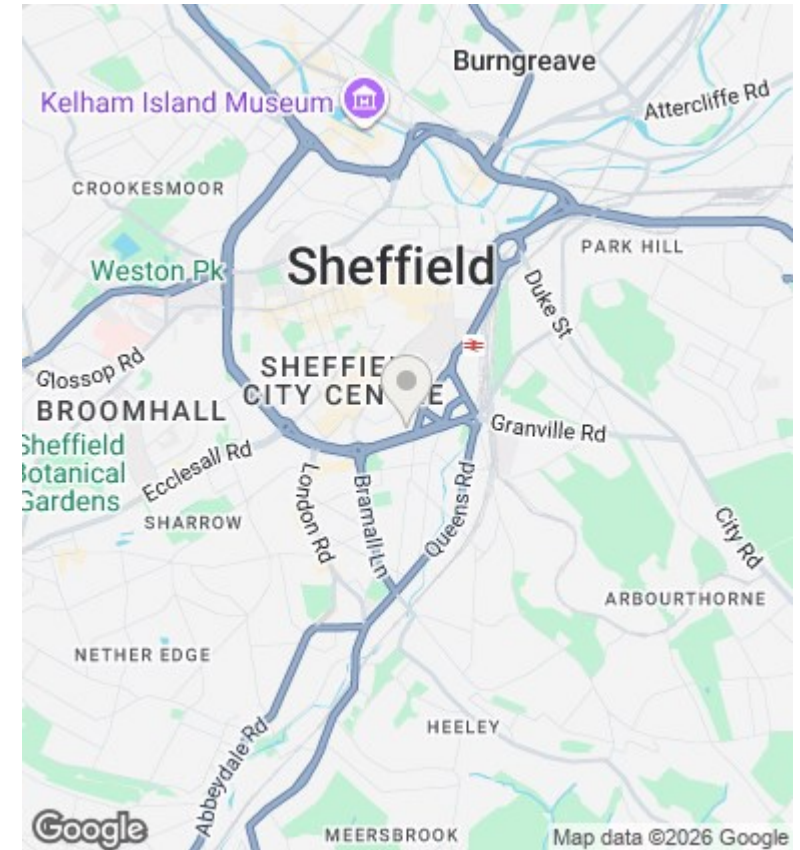 Burngreave
Kelham Island Museum
Attercliffe Rd
CROOKESMOOR
PARK HILL
Weston Pk
Sheffield
Duke St
Glossop Rd
SHEFFIE
CITY CEN RE
BROOMHALL
Granville Rd
Sheffield
Botanical
Gardens
Ecclesall Rd
London Rd
Bramall Ln
Queens Rd
City Rd
SHARROW
ARBOURTHORNE
NETHER EDGE
HEELEY
Abbeydale Rd
Google
MEERSBROOK
Map data ©2026 Google